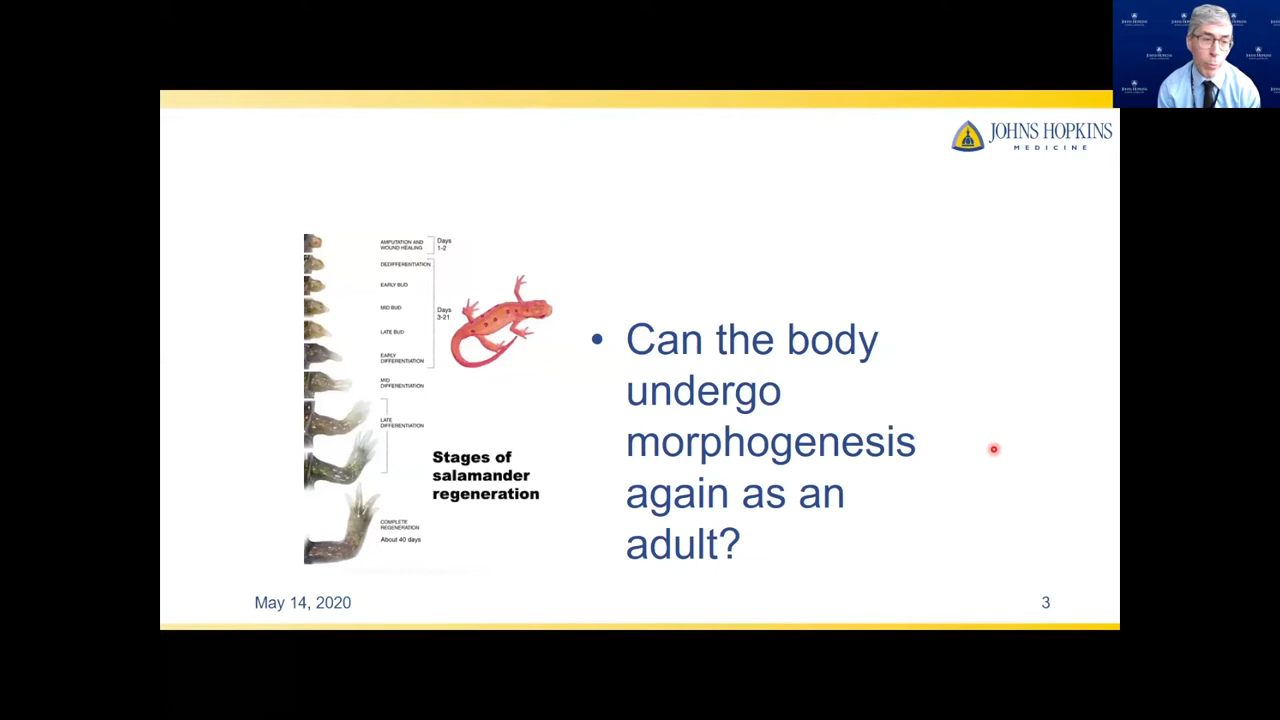 JOHNS HOPKINS
MEDICINE
AMPUTATION AND
WOUND HEALING
Days
1-2
DEDIFFERENTIATION
EARLY BUD
MID BUD
Days
3-21
LATE BUD
EARLY
DIFFERENTIATION
MID
DIFFERENTIATION
LATE
DIFFERENTIATION
Stages of
salamander
regeneration
COMPLETE
REGENERATION
About 40 days
• Can the body
undergo
morphogenesis
again as an
adult?
May 14, 2020
3